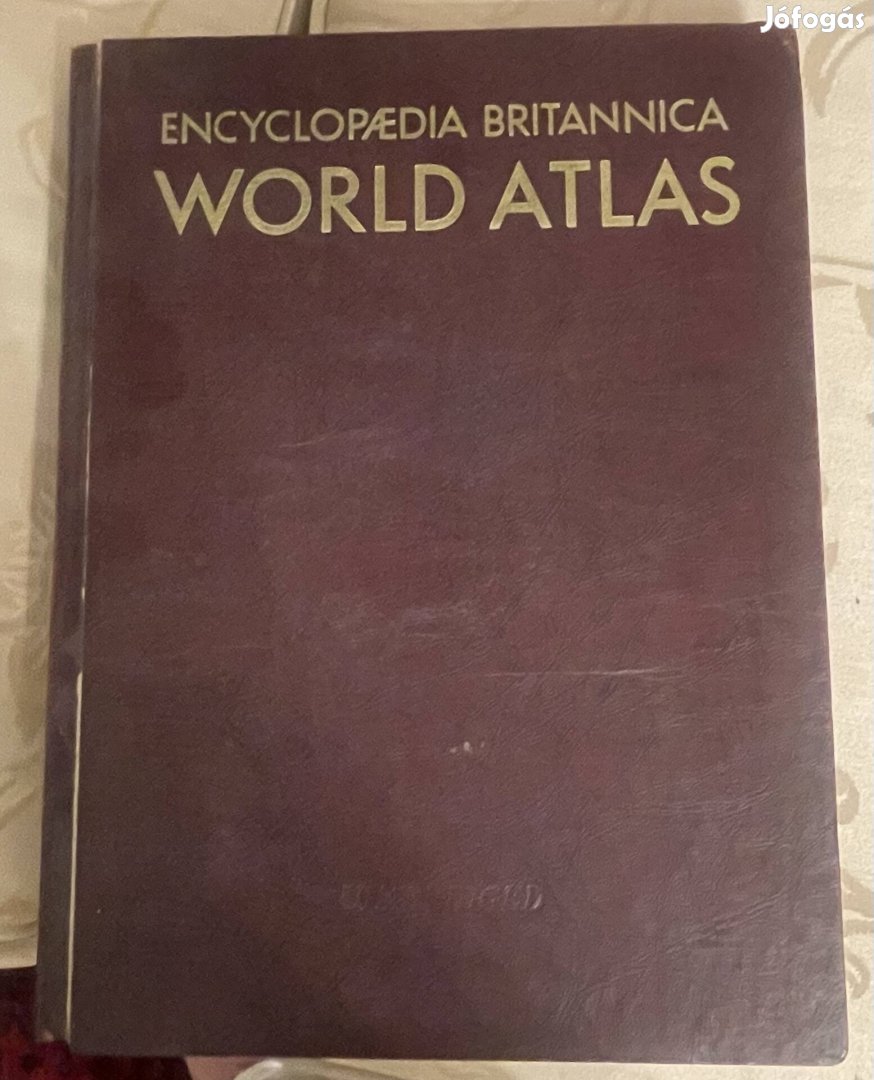 Jófogás
ENCYCLOPÆDIA BRITANNICA
WORLD ATLAS